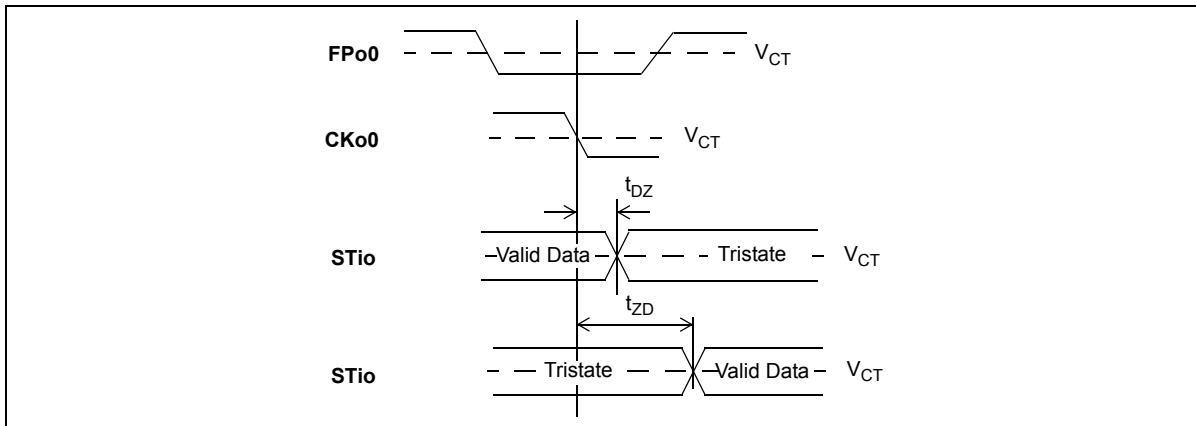 FPo0
V_CT
CKo0
V_CT
t_DZ
STio
Valid Data
Tristate
V_CT
t_ZD
STio
Tristate
Valid Data
V_CT